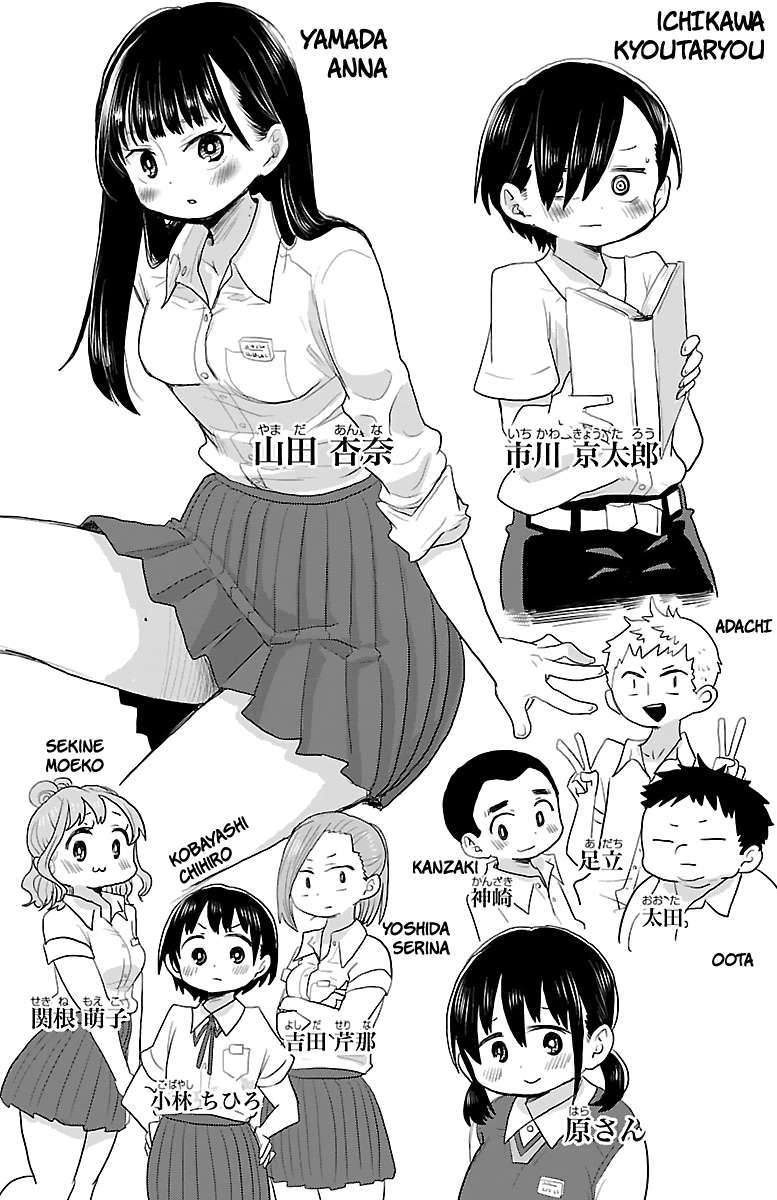 YAMADA
ANNA
ICHIKAWA
KYOUTARYOU
やまだ あんな
山田 杏奈
いちかわ きょうたろう
市川 京太郎
ADACHI
SEKINE
MOEKO
KOBAYASHI
CHIHIRO
KANZAKI
かんざき
神崎
あだち
足立
おおた
太田
YOSHIDA
SERINA
OOTA
せきね もえこ
関根 萌子
よしだ せりな
吉田 芹那
こばやし
小林 ちひろ
はら
原さん